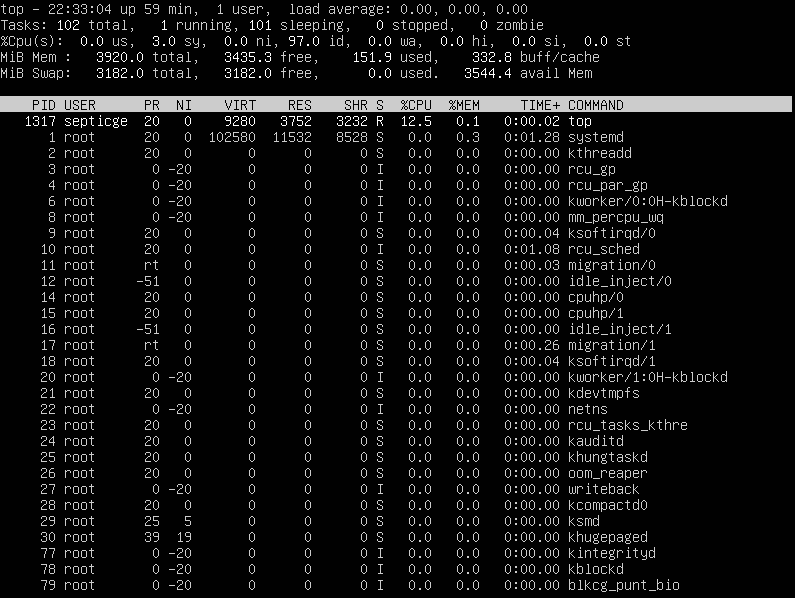 top - 22:33:04 up 59 min,  1 user,  load average: 0.00, 0.00, 0.00
Tasks: 102 total,   1 running, 101 sleeping,   0 stopped,   0 zombie
%Cpu(s):  0.0 us,  3.0 sy,  0.0 ni, 97.0 id,  0.0 wa,  0.0 hi,  0.0 si,  0.0 st
MiB Mem :   3920.0 total,   3435.3 free,    151.9 used,    332.8 buff/cache
MiB Swap:   3182.0 total,   3182.0 free,      0.0 used.   3544.4 avail Mem
PID USER      PR  NI    VIRT    RES    SHR S  %CPU  %MEM     TIME+ COMMAND
1317 septicge  20   0    9280   3752   3232 R  12.5   0.1   0:00.02 top
1 root      20   0  102580  11532   8528 S   0.0   0.3   0:01.28 systemd
2 root      20   0       0      0      0 S   0.0   0.0   0:00.00 kthreadd
3 root       0 -20       0      0      0 I   0.0   0.0   0:00.00 rcu_gp
4 root       0 -20       0      0      0 I   0.0   0.0   0:00.00 rcu_par_gp
6 root       0 -20       0      0      0 I   0.0   0.0   0:00.00 kworker/0:0H-kblockd
8 root       0 -20       0      0      0 I   0.0   0.0   0:00.00 mm_percpu_wq
9 root      20   0       0      0      0 S   0.0   0.0   0:00.04 ksoftirqd/0
10 root      20   0       0      0      0 I   0.0   0.0   0:01.08 rcu_sched
11 root      rt   0       0      0      0 S   0.0   0.0   0:00.03 migration/0
12 root     -51   0       0      0      0 S   0.0   0.0   0:00.00 idle_inject/0
14 root      20   0       0      0      0 S   0.0   0.0   0:00.00 cpuhp/0
15 root      20   0       0      0      0 S   0.0   0.0   0:00.00 cpuhp/1
16 root     -51   0       0      0      0 S   0.0   0.0   0:00.00 idle_inject/1
17 root      rt   0       0      0      0 S   0.0   0.0   0:00.26 migration/1
18 root      20   0       0      0      0 S   0.0   0.0   0:00.04 ksoftirqd/1
20 root       0 -20       0      0      0 I   0.0   0.0   0:00.00 kworker/1:0H-kblockd
21 root      20   0       0      0      0 S   0.0   0.0   0:00.00 kdevtmpfs
22 root       0 -20       0      0      0 I   0.0   0.0   0:00.00 netns
23 root      20   0       0      0      0 S   0.0   0.0   0:00.00 rcu_tasks_kthre
24 root      20   0       0      0      0 S   0.0   0.0   0:00.00 kauditd
25 root      20   0       0      0      0 S   0.0   0.0   0:00.00 khungtaskd
26 root      20   0       0      0      0 S   0.0   0.0   0:00.00 oom_reaper
27 root       0 -20       0      0      0 I   0.0   0.0   0:00.00 writeback
28 root      20   0       0      0      0 S   0.0   0.0   0:00.00 kcompactd0
29 root      25   5       0      0      0 S   0.0   0.0   0:00.00 ksmd
30 root      39  19       0      0      0 S   0.0   0.0   0:00.00 khugepaged
77 root       0 -20       0      0      0 I   0.0   0.0   0:00.00 kintegrityd
78 root       0 -20       0      0      0 I   0.0   0.0   0:00.00 kblockd
79 root       0 -20       0      0      0 I   0.0   0.0   0:00.00 blkcg_punt_bio